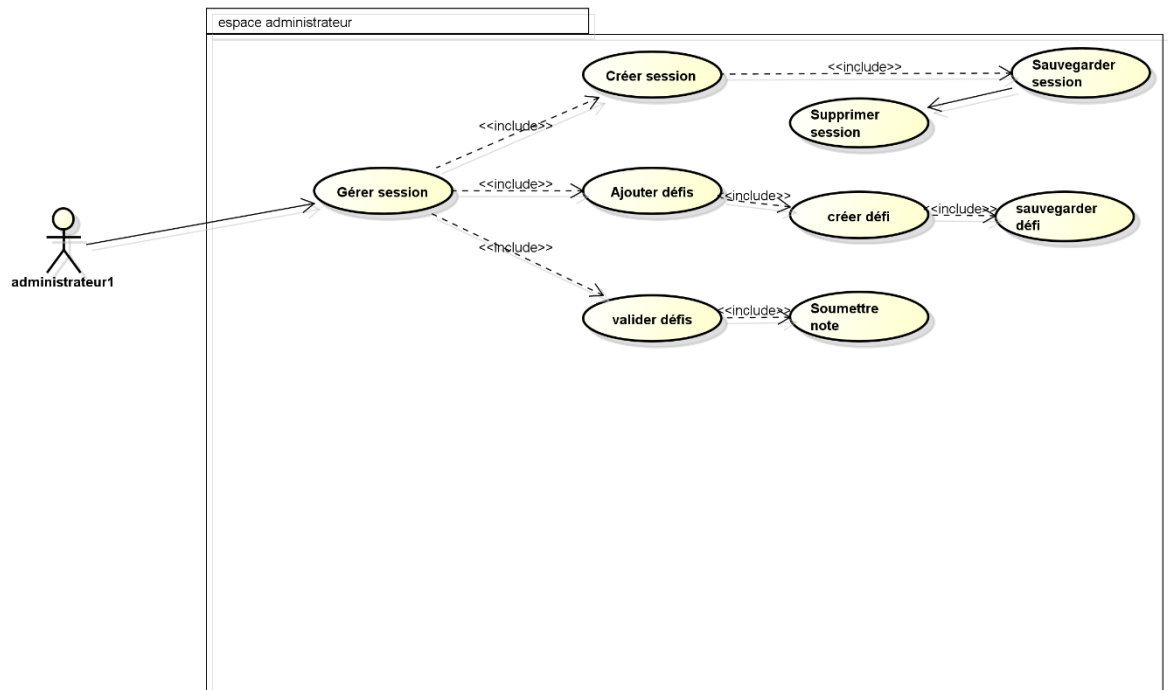 espace administrateur
Créer session
<<include>>
Sauvegarder
session
Supprimer
session
<<include>>
Gérer session
<<include>>
Ajouter défis
<<include>>
créer défi
<<include>>
sauvegarder
défi
administrateur1
<<include>>
valider défis
<<include>>
Soumettre
note